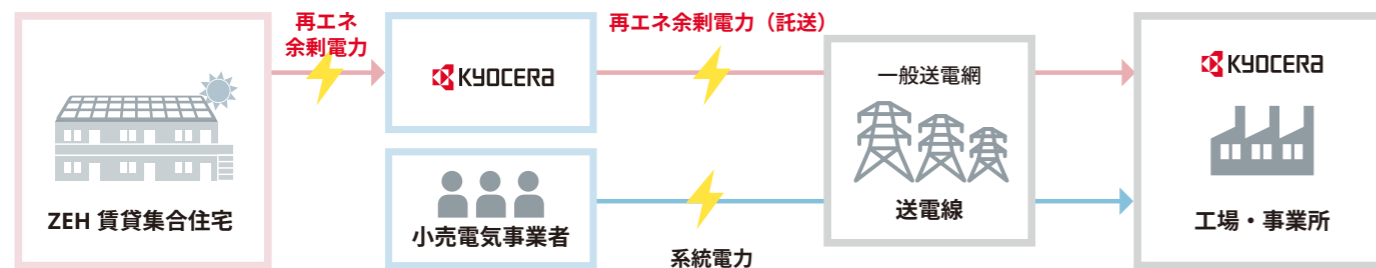 再エネ
余剰電力
再エネ余剰電力（託送）
KYOCERA
一般送電網
KYOCERA
ZEH 賃貸集合住宅
小売電気事業者
送電線
工場・事業所
系統電力